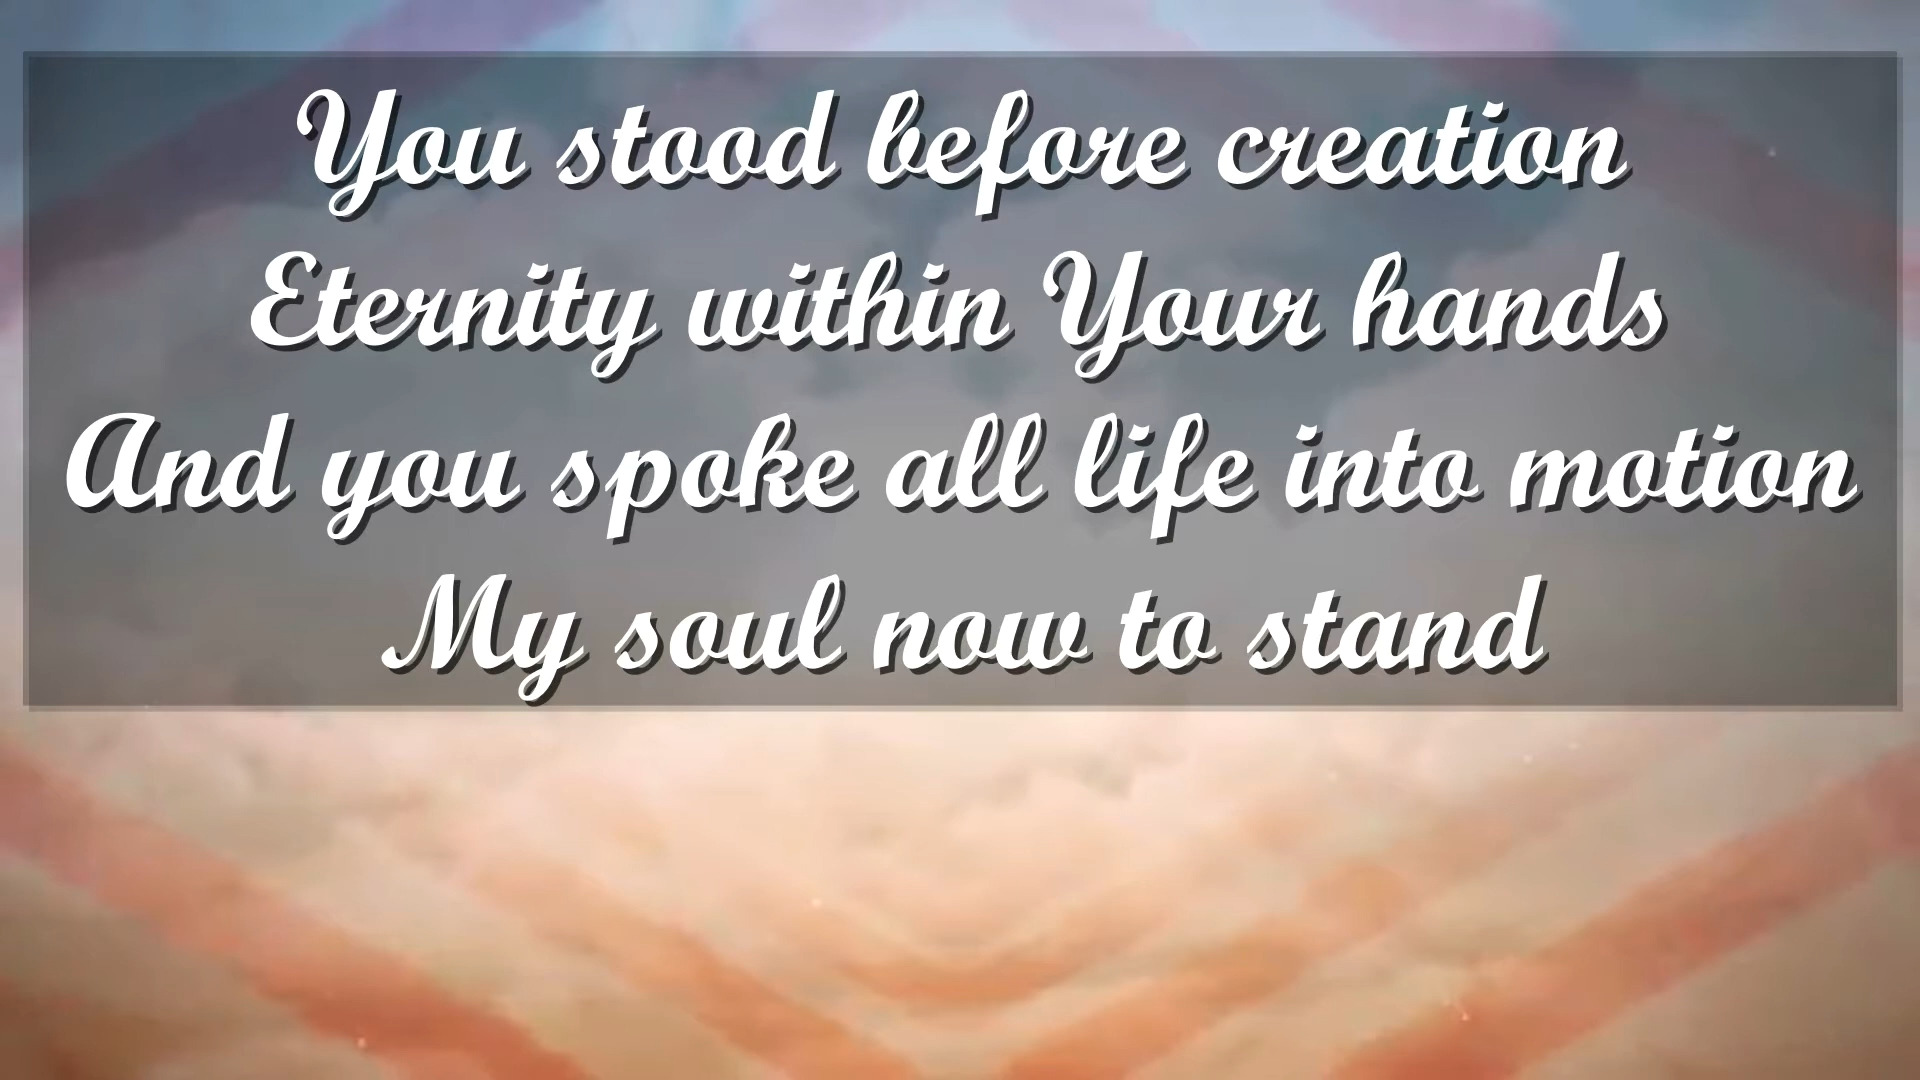 You stood before creation
Eternity within Your hands
And you spoke all life into motion
My soul now to stand